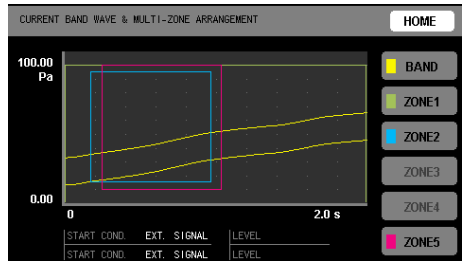 CURRENT BAND WAVE & MULTI-ZONE ARRANGEMENT
HOME
100.00
Pa
0.00
0
2.0 s
BAND
ZONE1
ZONE2
ZONE3
ZONE4
ZONE5
START COND. EXT. SIGNAL LEVEL
START COND. EXT. SIGNAL LEVEL